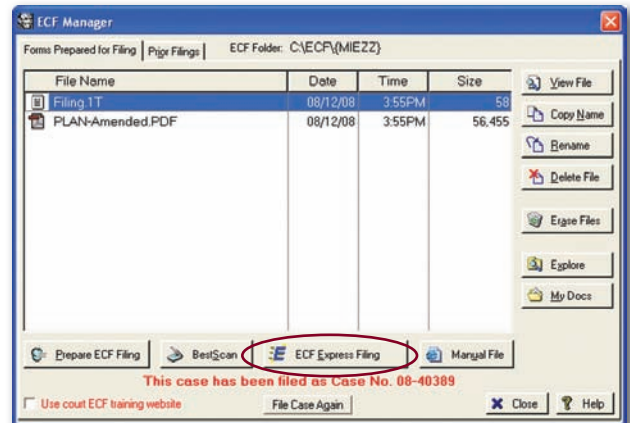 ECF Manager
Forms Prepared for Filing Prior Filings ECF Folder: C:\ECF\{MIEZZ}
File Name Date Time Size
Filing.1T 08/12/08 3:55PM 58
PLAN-Amended.PDF 08/12/08 3:55PM 56,455
View File
Copy Name
Rename
Delete File
Erase Files
Explore
My Docs
Prepare ECF Filing BestScan ECF Express Filing Manual File
This case has been filed as Case No. 08-40389
Use court ECF training website File Case Again Close Help